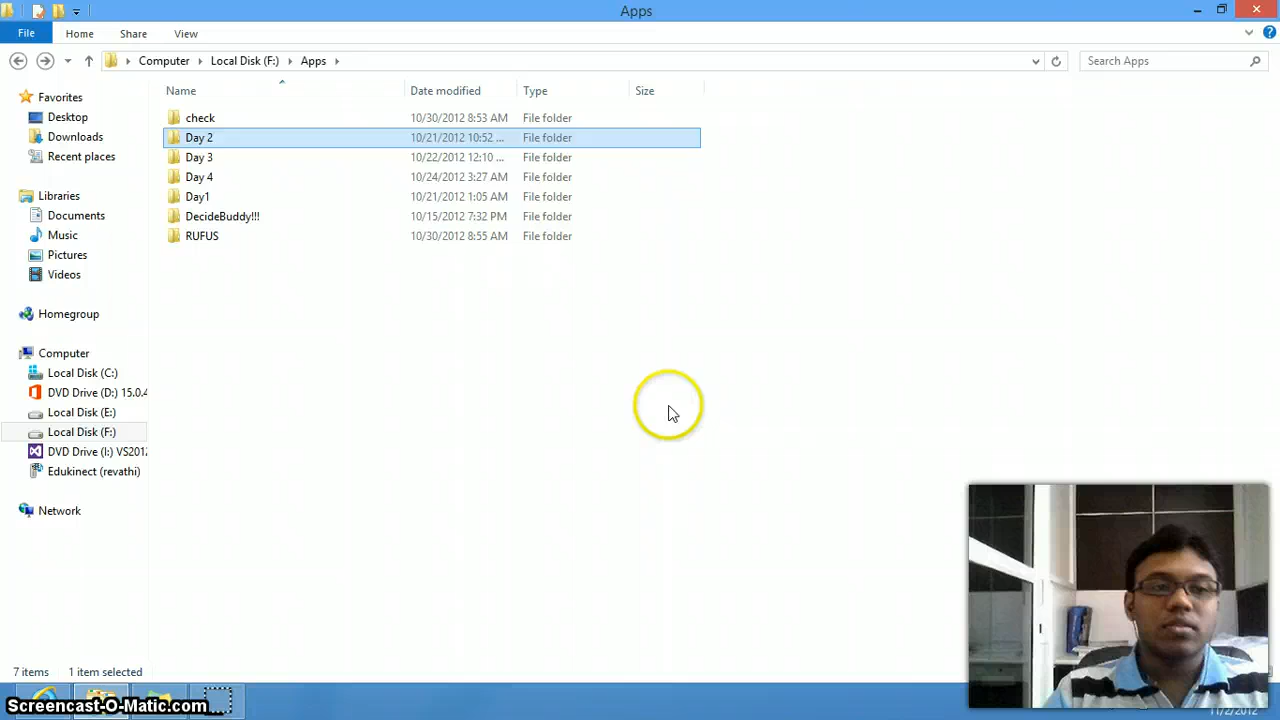 Apps
File Home Share View
Computer Local Disk (F:) Apps Search Apps
Name Date modified Type Size
Favorites
Desktop
Downloads
Recent places
Libraries
Documents
Music
Pictures
Videos
Homegroup
Computer
Local Disk (C:)
DVD Drive (D:) 15.0.4
Local Disk (E:)
Local Disk (F:)
DVD Drive (I:) VS2012
Edukinect (revathi)
Network
check 10/30/2012 8:53 AM File folder
Day 2 10/21/2012 10:52 ... File folder
Day 3 10/22/2012 12:10 ... File folder
Day 4 10/24/2012 3:27 AM File folder
Day1 10/21/2012 1:05 AM File folder
DecideBuddy!!! 10/15/2012 7:32 PM File folder
RUFUS 10/30/2012 8:55 AM File folder
7 items 1 item selected
Screencast-O-Matic.com
11/2/2012